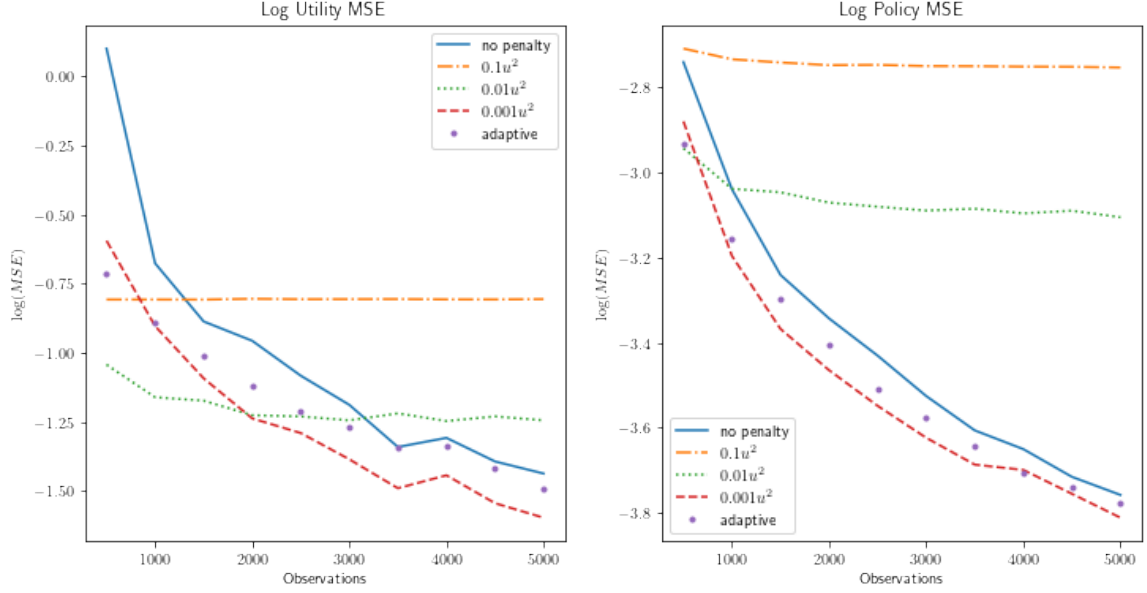 Log Utility MSE
log(MSE)
0.00
−0.25
−0.50
−0.75
−1.00
−1.25
−1.50
no penalty
0.1u²
0.01u²
0.001u²
adaptive
1000 2000 3000 4000 5000
Observations
Log Policy MSE
log(MSE)
−2.8
−3.0
−3.2
−3.4
−3.6
−3.8
no penalty
0.1u²
0.01u²
0.001u²
adaptive
1000 2000 3000 4000 5000
Observations